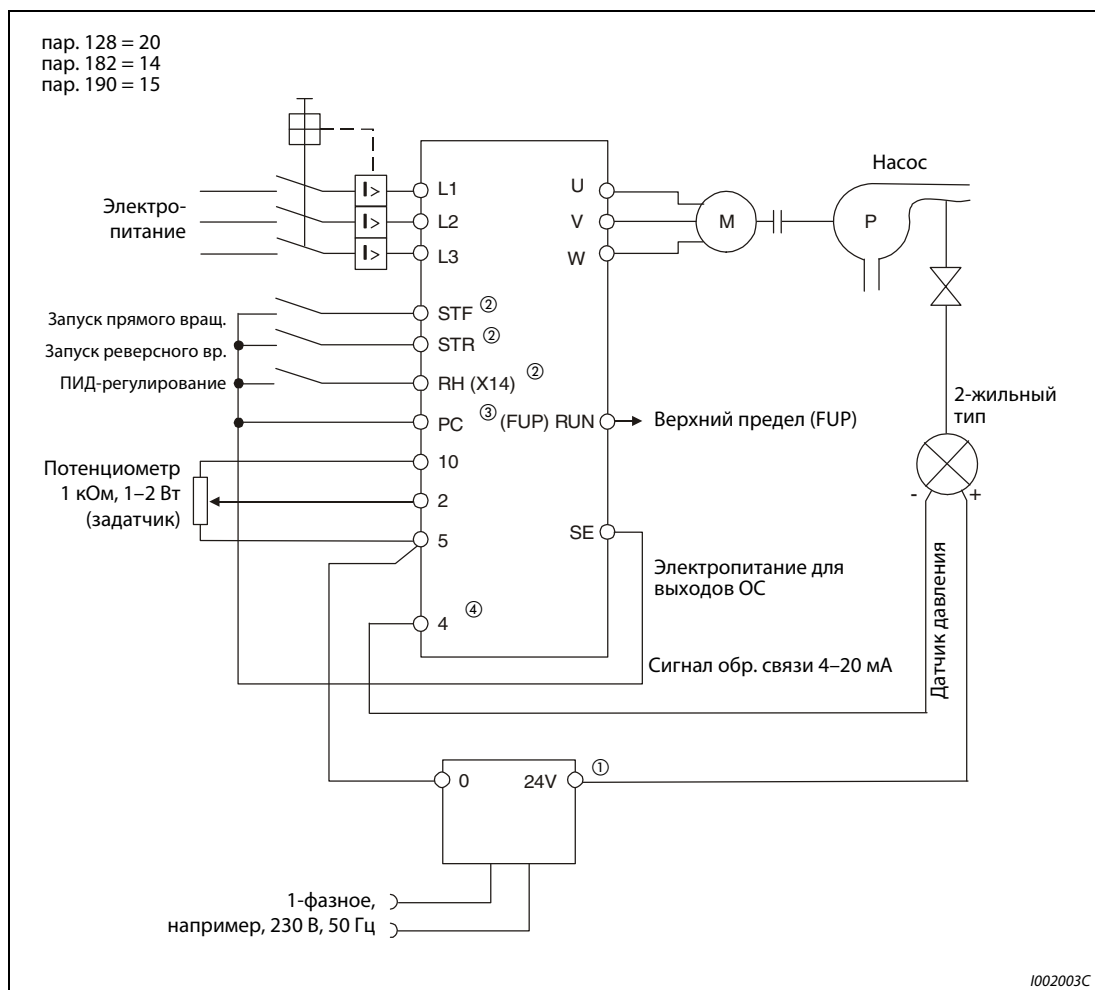 пар. 128 = 20
пар. 182 = 14
пар. 190 = 15
Насос
Электро-
питание
I>
I>
I>
L1
L2
L3
U
V
W
M
P
Запуск прямого вращ.
STF ②
Запуск реверсного вр.
STR ②
ПИД-регулирование
RH (X14) ②
PC ③ (FUP) RUN
Верхний предел (FUP)
2-жильный
тип
Потенциометр
1 кОм, 1–2 Вт
(задатчик)
10
2
5
- +
SE
Электропитание для
выходов ОС
4 ④
Сигнал обр. связи 4–20 мА
Датчик давления
0 24V ①
1-фазное,
например, 230 В, 50 Гц
I002003C